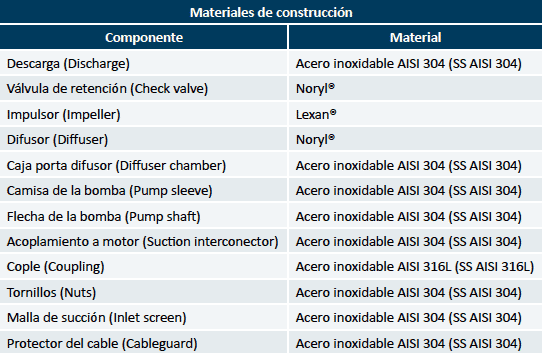 Materiales de construcción
Componente Material
Descarga (Discharge) Acero inoxidable AISI 304 (SS AISI 304)
Válvula de retención (Check valve) Noryl®
Impulsor (Impeller) Lexan®
Difusor (Diffuser) Noryl®
Caja porta difusor (Diffuser chamber) Acero inoxidable AISI 304 (SS AISI 304)
Camisa de la bomba (Pump sleeve) Acero inoxidable AISI 304 (SS AISI 304)
Flecha de la bomba (Pump shaft) Acero inoxidable AISI 304 (SS AISI 304)
Acoplamiento a motor (Suction interconector) Acero inoxidable AISI 304 (SS AISI 304)
Cople (Coupling) Acero inoxidable AISI 316L (SS AISI 316L)
Tornillos (Nuts) Acero inoxidable AISI 304 (SS AISI 304)
Malla de succión (Inlet screen) Acero inoxidable AISI 304 (SS AISI 304)
Protector del cable (Cableguard) Acero inoxidable AISI 304 (SS AISI 304)